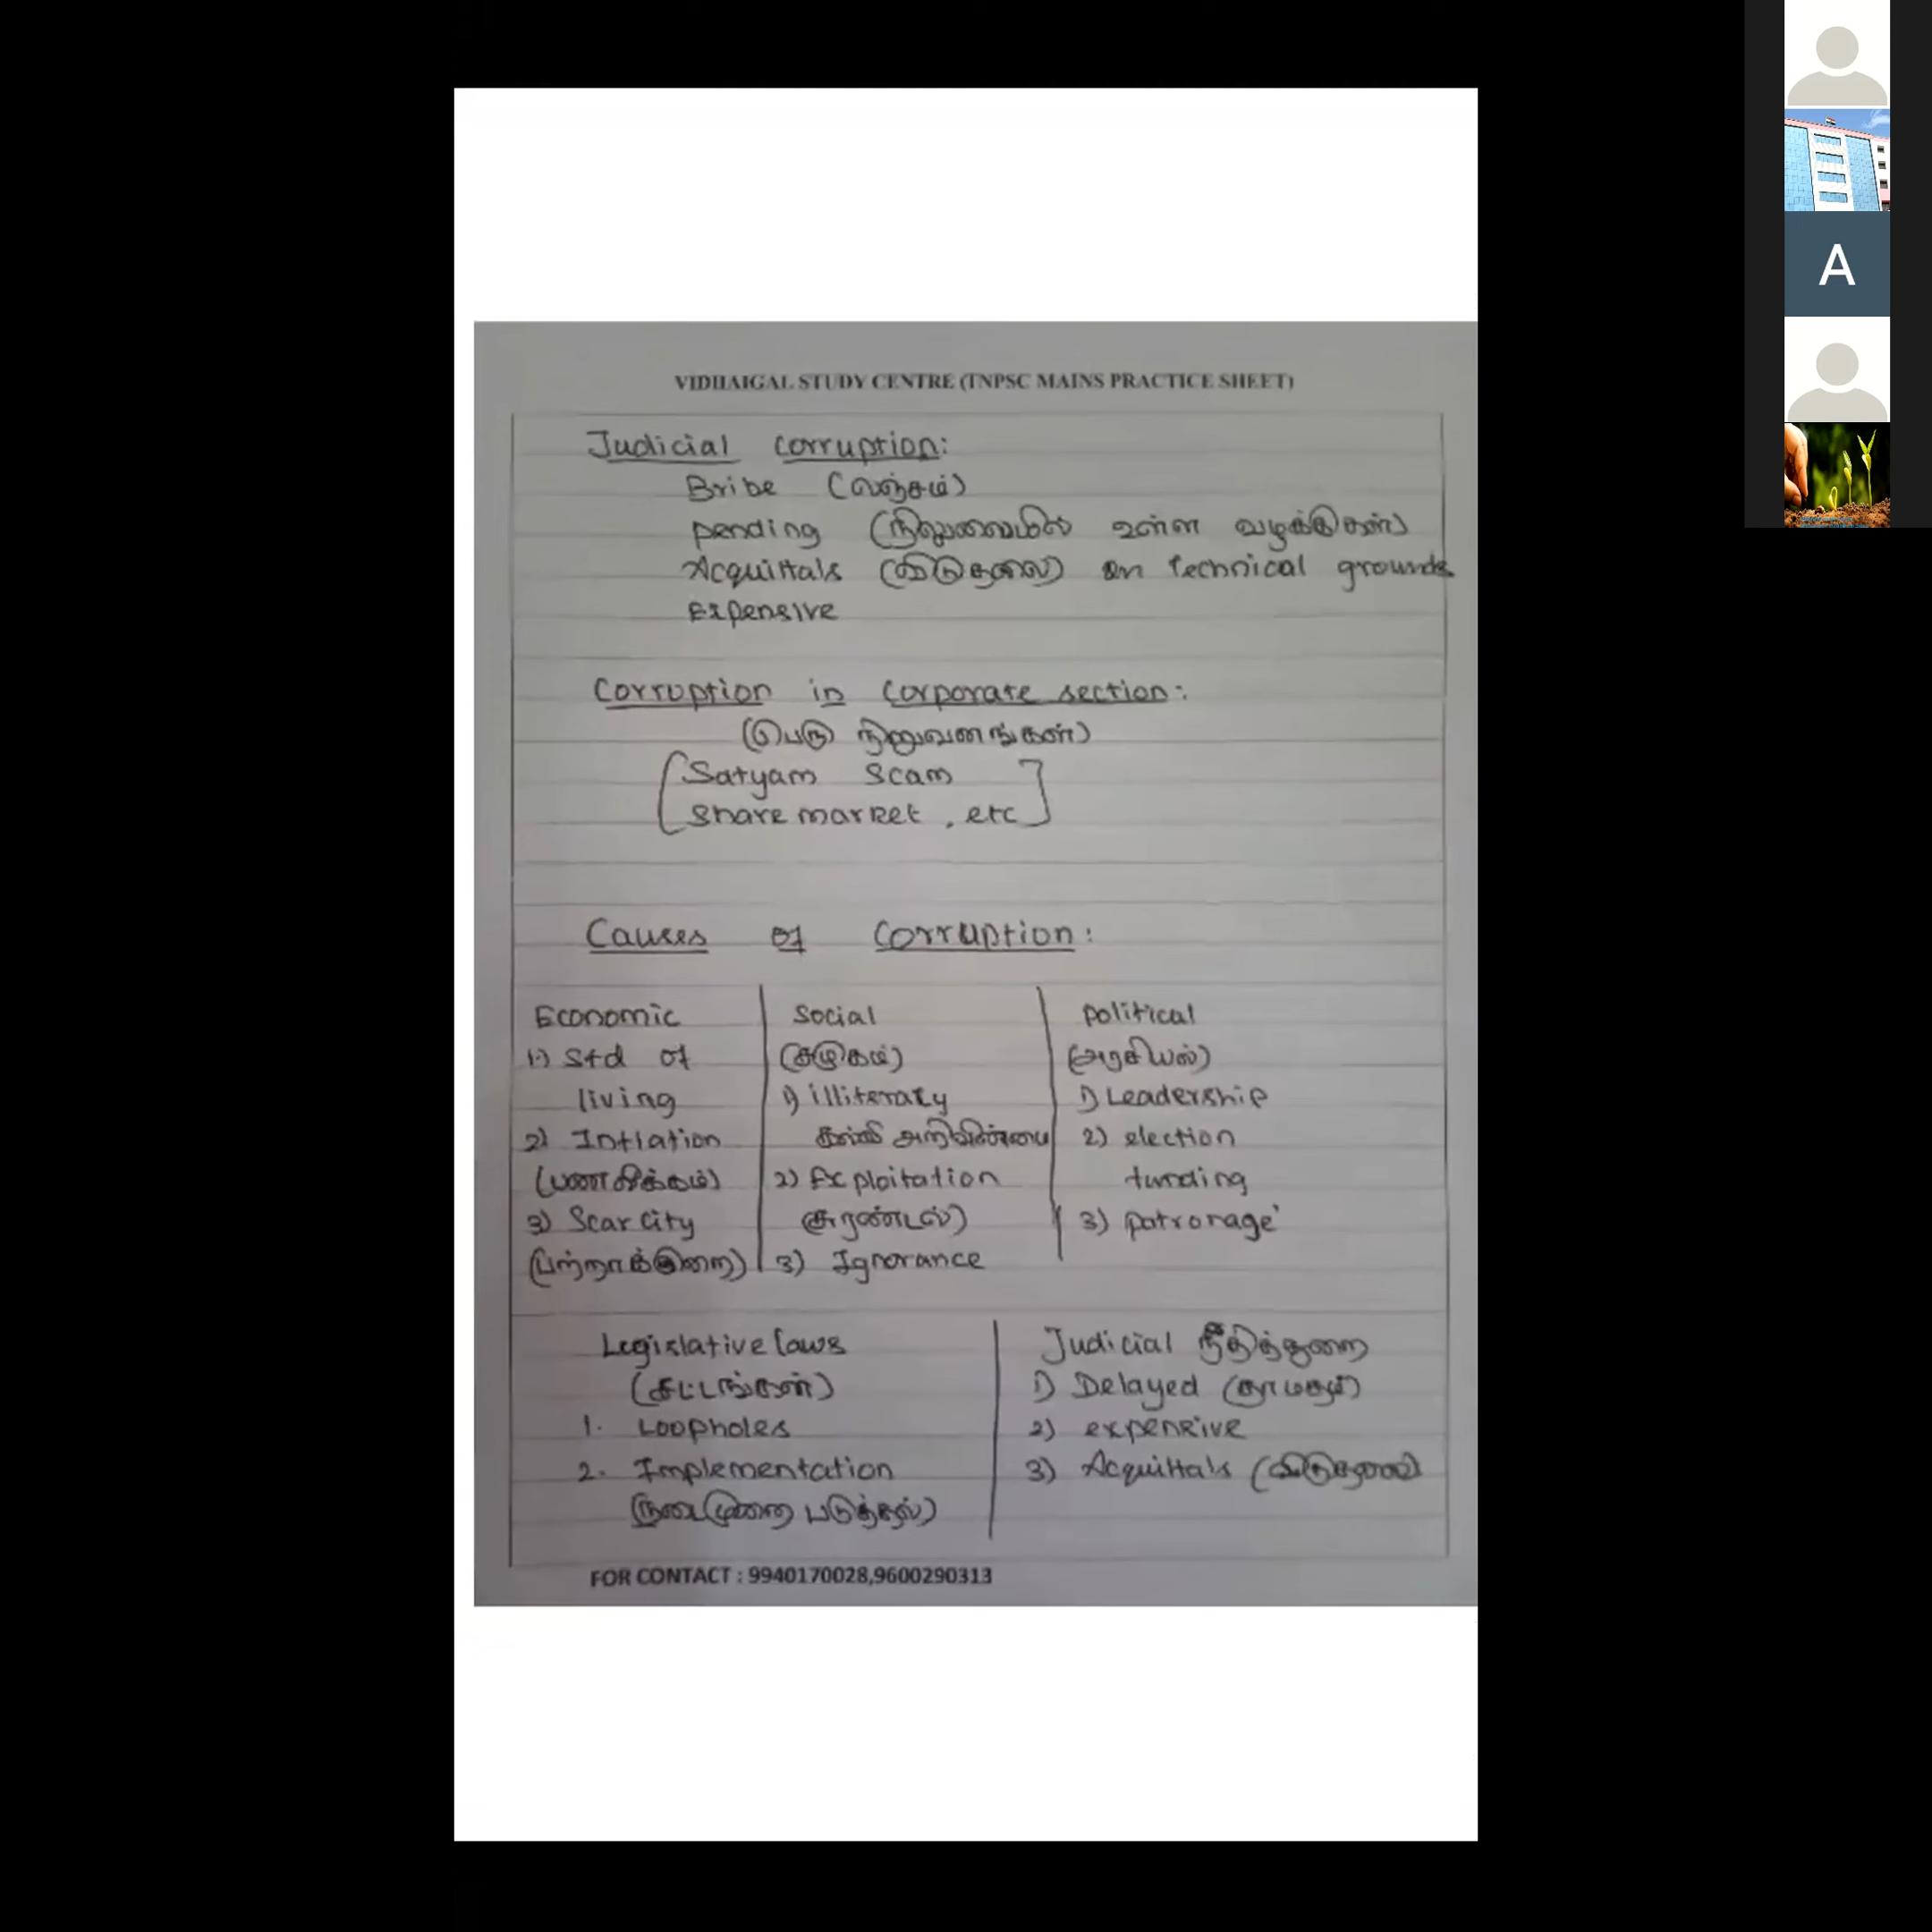 VIDHAIGAL STUDY CENTRE (TNPSC MAINS PRACTICE SHEET)
Judicial corruption:
Bribe (லஞ்சம்)
pending (நிலுவையில் உள்ள வழக்குகள்)
Acquittals (விடுதலை) on technical grounds
Expensive
Corruption in corporate section:
(பெரு நிறுவனங்கள்)
[Satyam Scam
share market, etc]
Causes of Corruption:
Economic
1.) Std of
living
2) Inflation
(பணவீக்கம்)
3) Scarcity
(பற்றாக்குறை)
Social
(சமுகம்)
1) illiteracy
கல்வி அறிவின்மை
2) Exploitation
(சுரண்டல்)
3) Ignorance
political
(அரசியல்)
1) Leadership
2) election
funding
3) patronage
Legislative laws
(சட்டங்கள்)
1. Loopholes
2. Implementation
(நடைமுறை படுத்தல்)
Judicial நீதித்துறை
1) Delayed (தாமதம்)
2) expensive
3) Acquittals (விடுதலை)
FOR CONTACT : 9940170028,9600290313
A